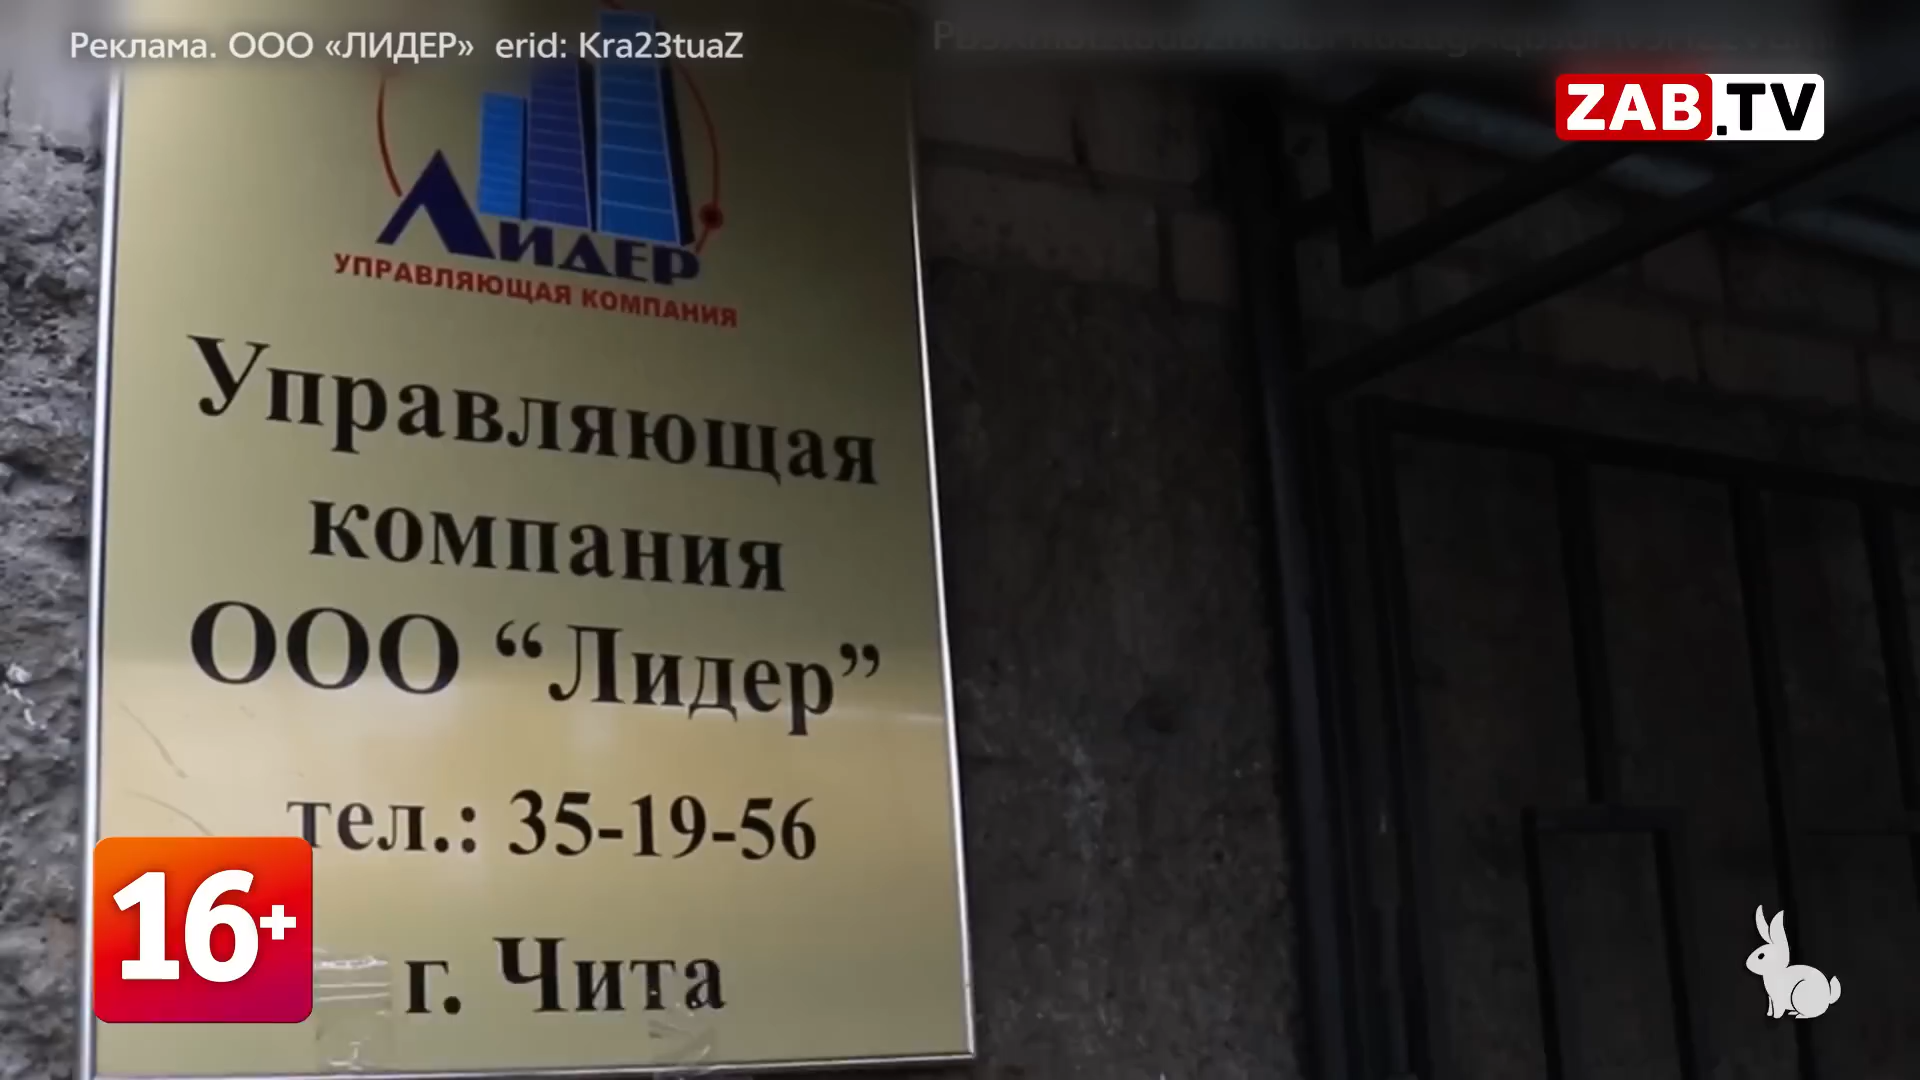 Реклама. ООО «ЛИДЕР» erid: Kra23tuaZ
ZAB.TV
ЛИДЕР
УПРАВЛЯЮЩАЯ КОМПАНИЯ
Управляющая
компания
ООО “Лидер”
тел.: 35-19-56
г. Чита
16+